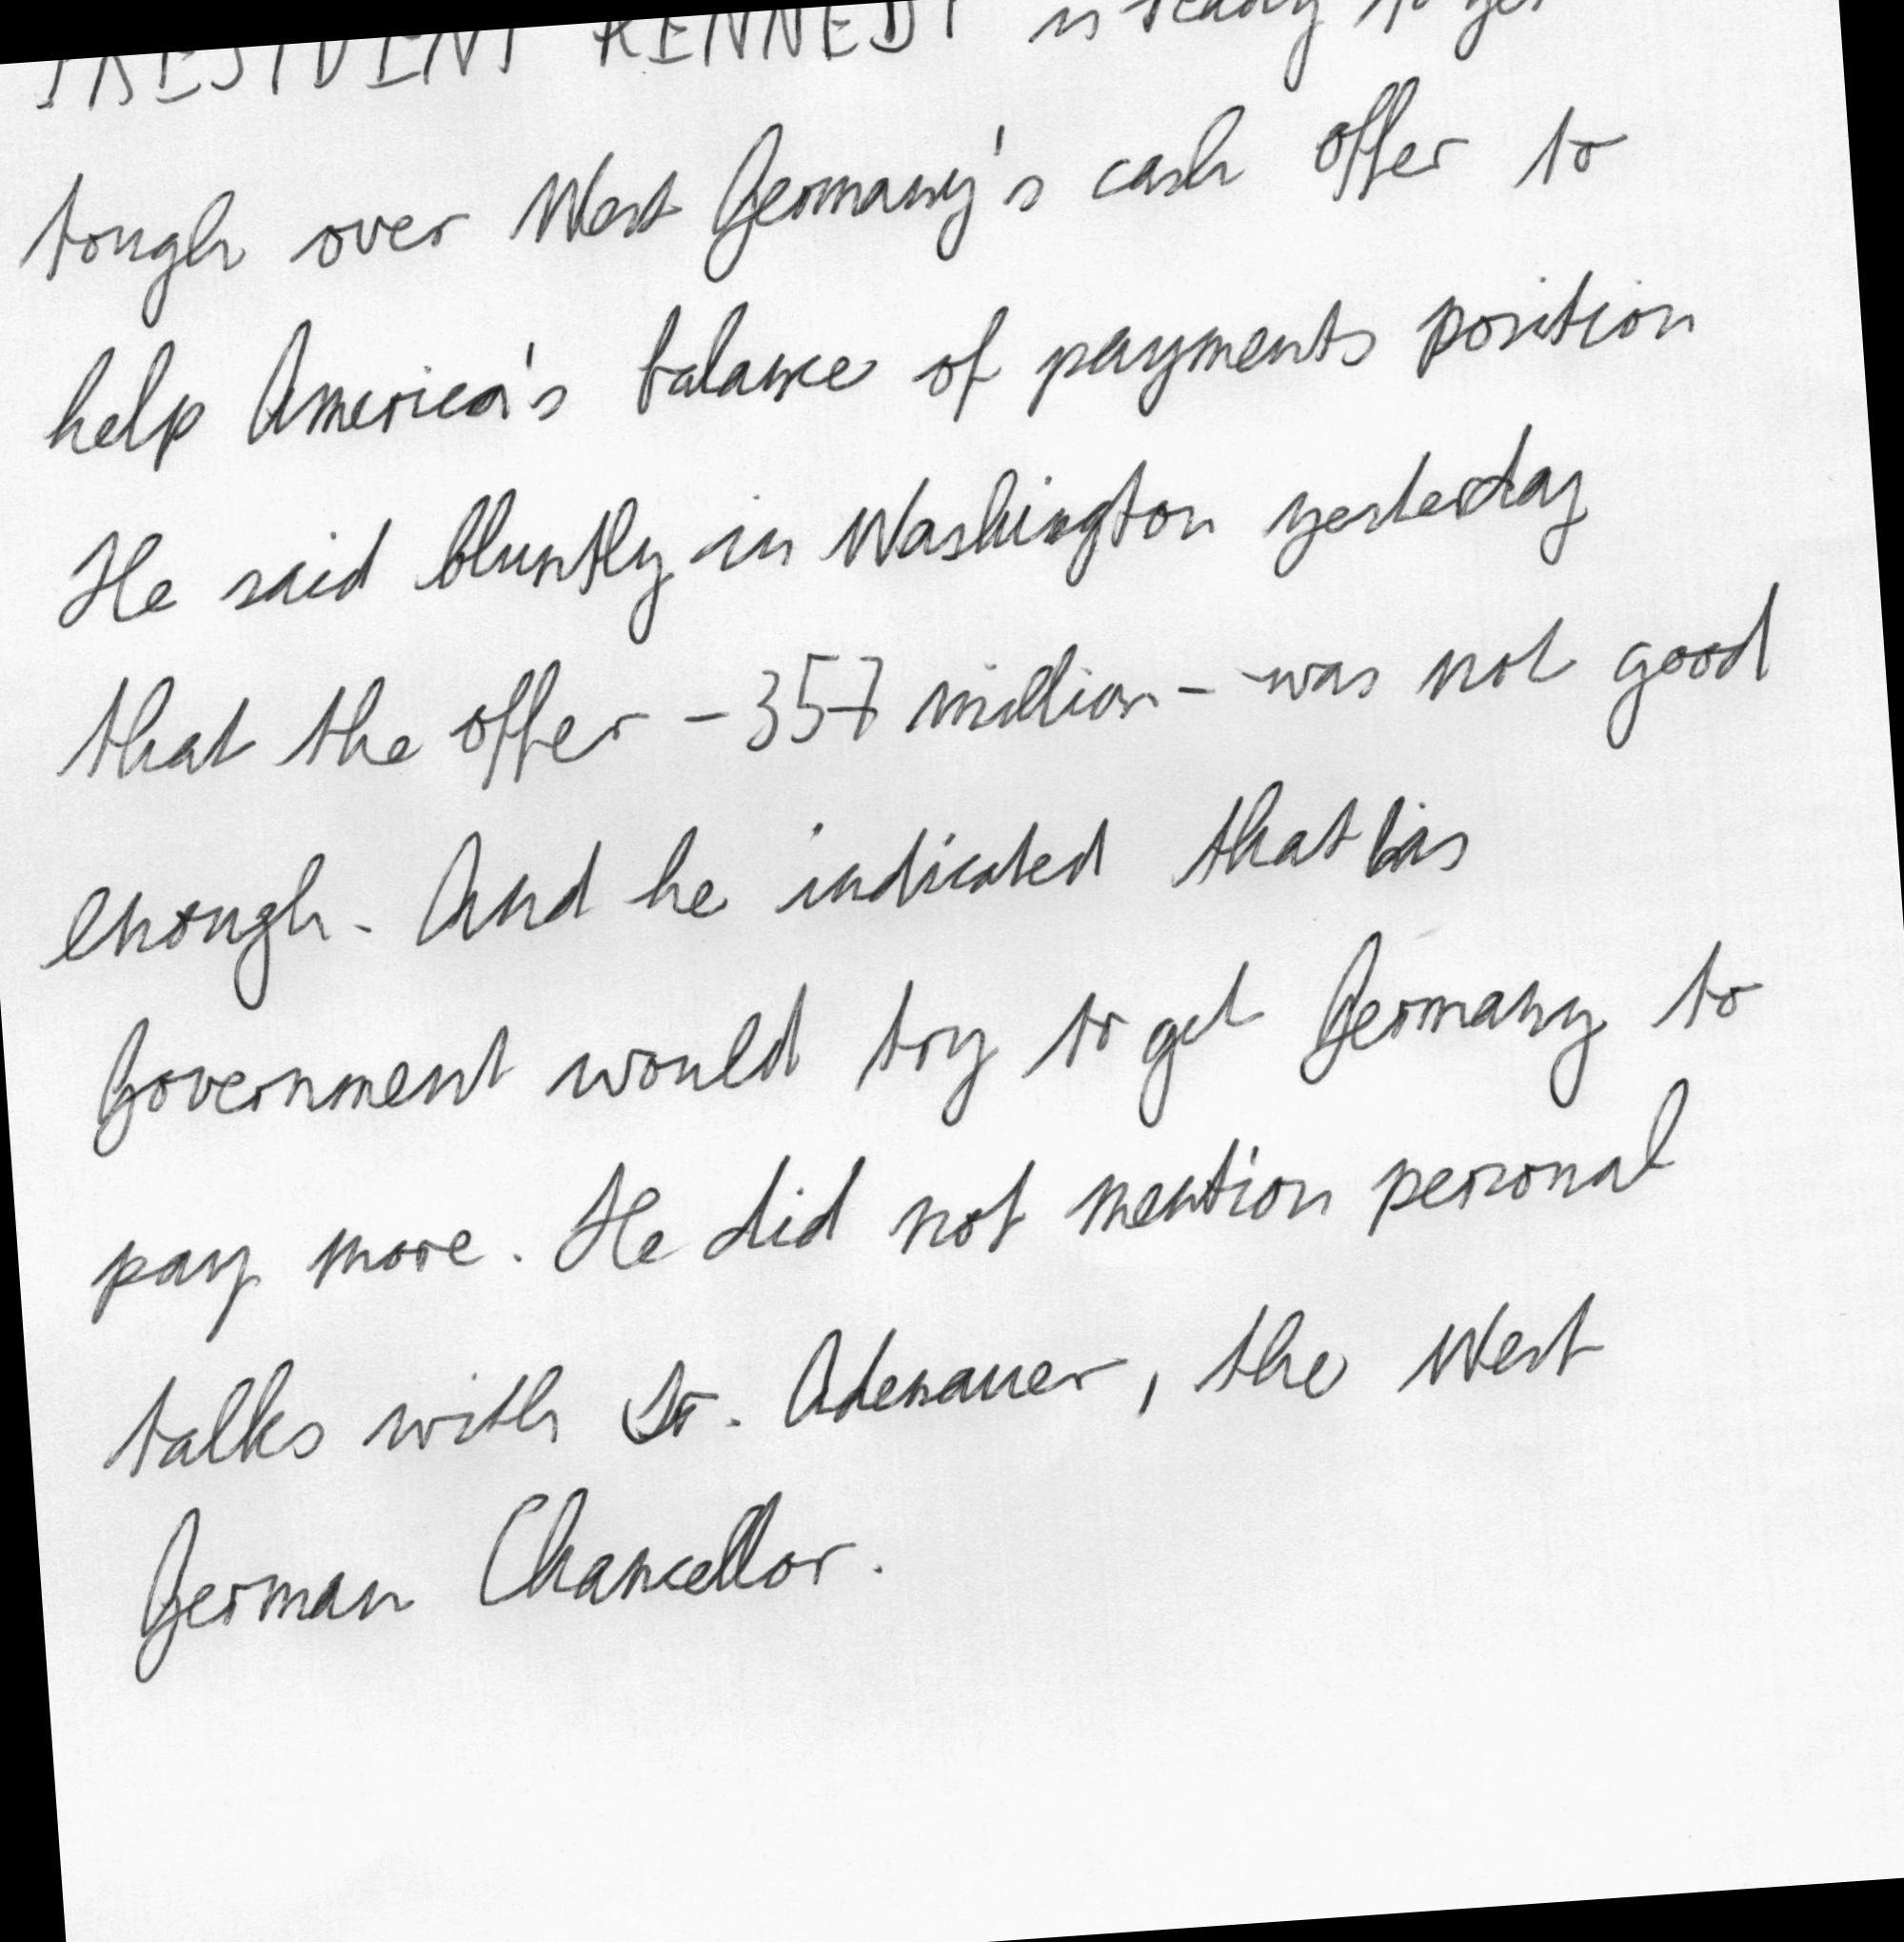 PRESIDENT KENNEDY is ready to get
tough over West Germany's cash offer to
help America's balance of payments position
He said bluntly in Washington yesterday
that the offer - 357 million - was not good
enough. And he indicated that his
Government would try to get Germany to
pay more. He did not mention personal
talks with Dr. Adenauer, the West
German Chancellor.